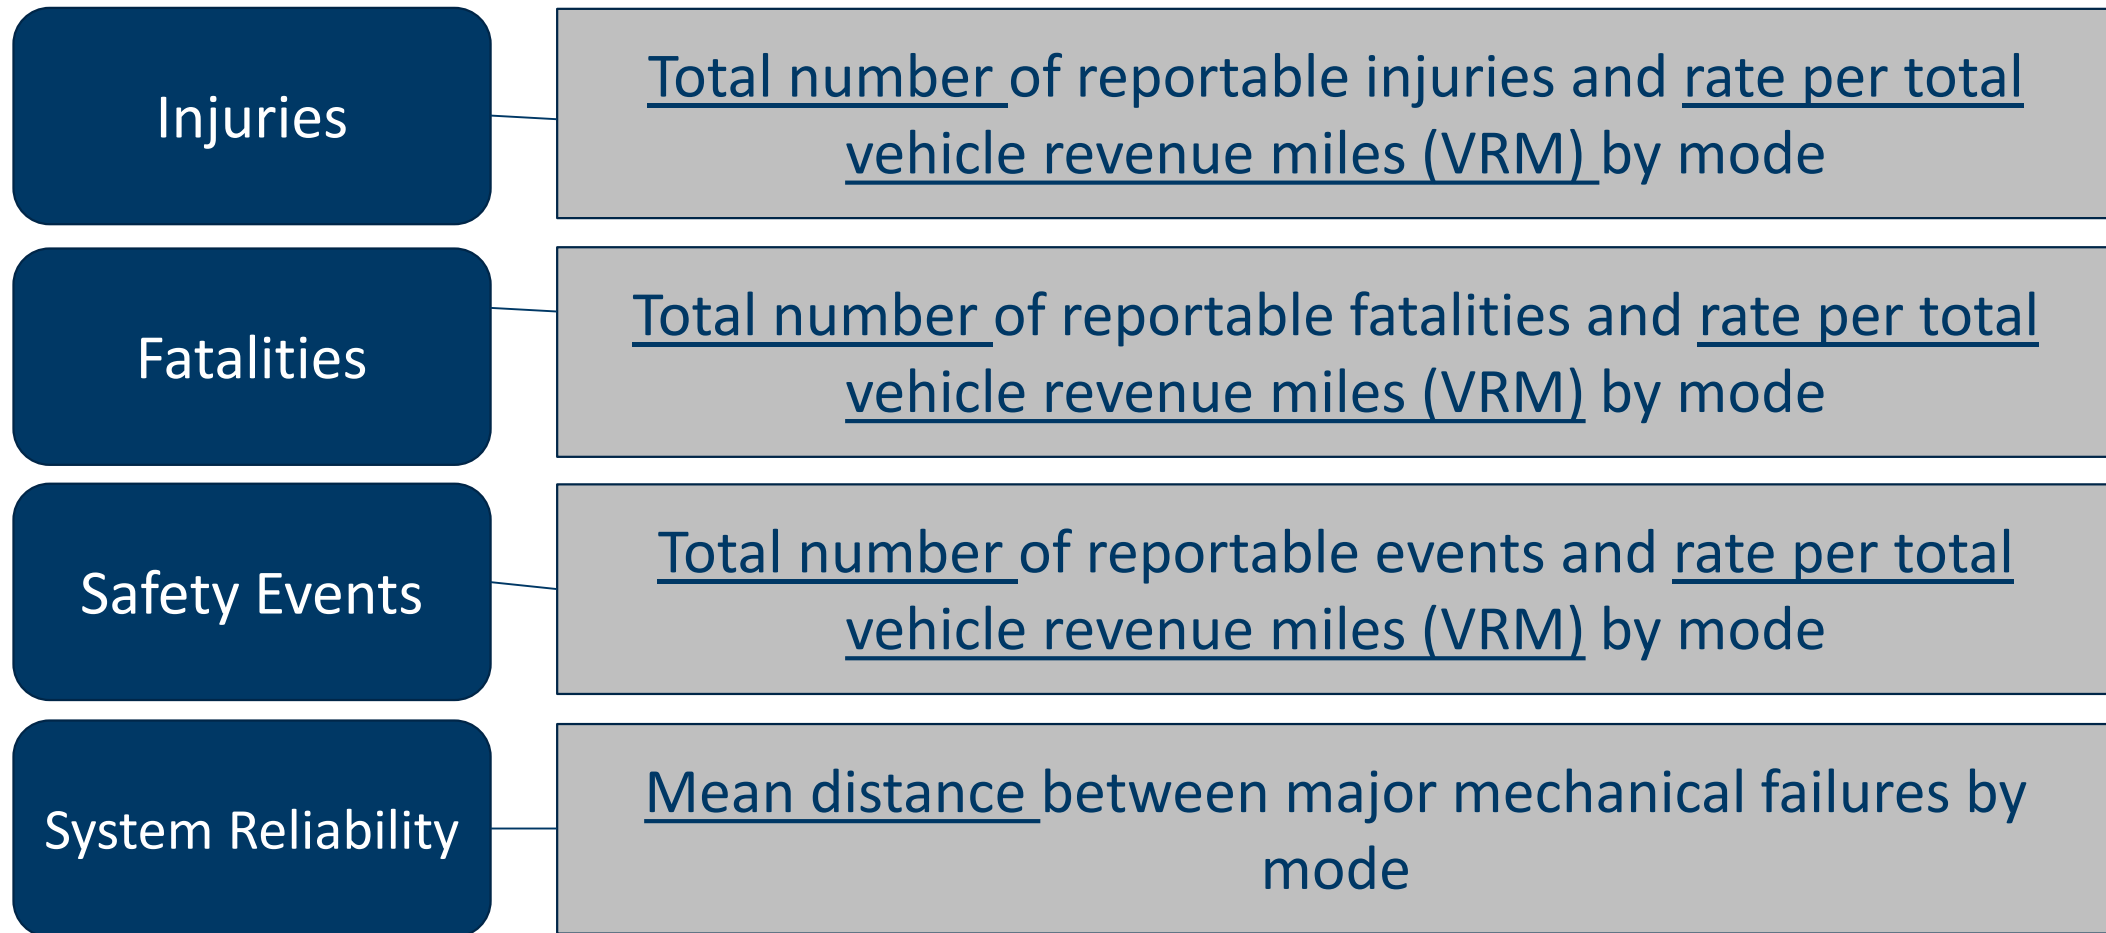 Injuries
Total number of reportable injuries and rate per total
vehicle revenue miles (VRM) by mode
Fatalities
Total number of reportable fatalities and rate per total
vehicle revenue miles (VRM) by mode
Safety Events
Total number of reportable events and rate per total
vehicle revenue miles (VRM) by mode
System Reliability
Mean distance between major mechanical failures by
mode